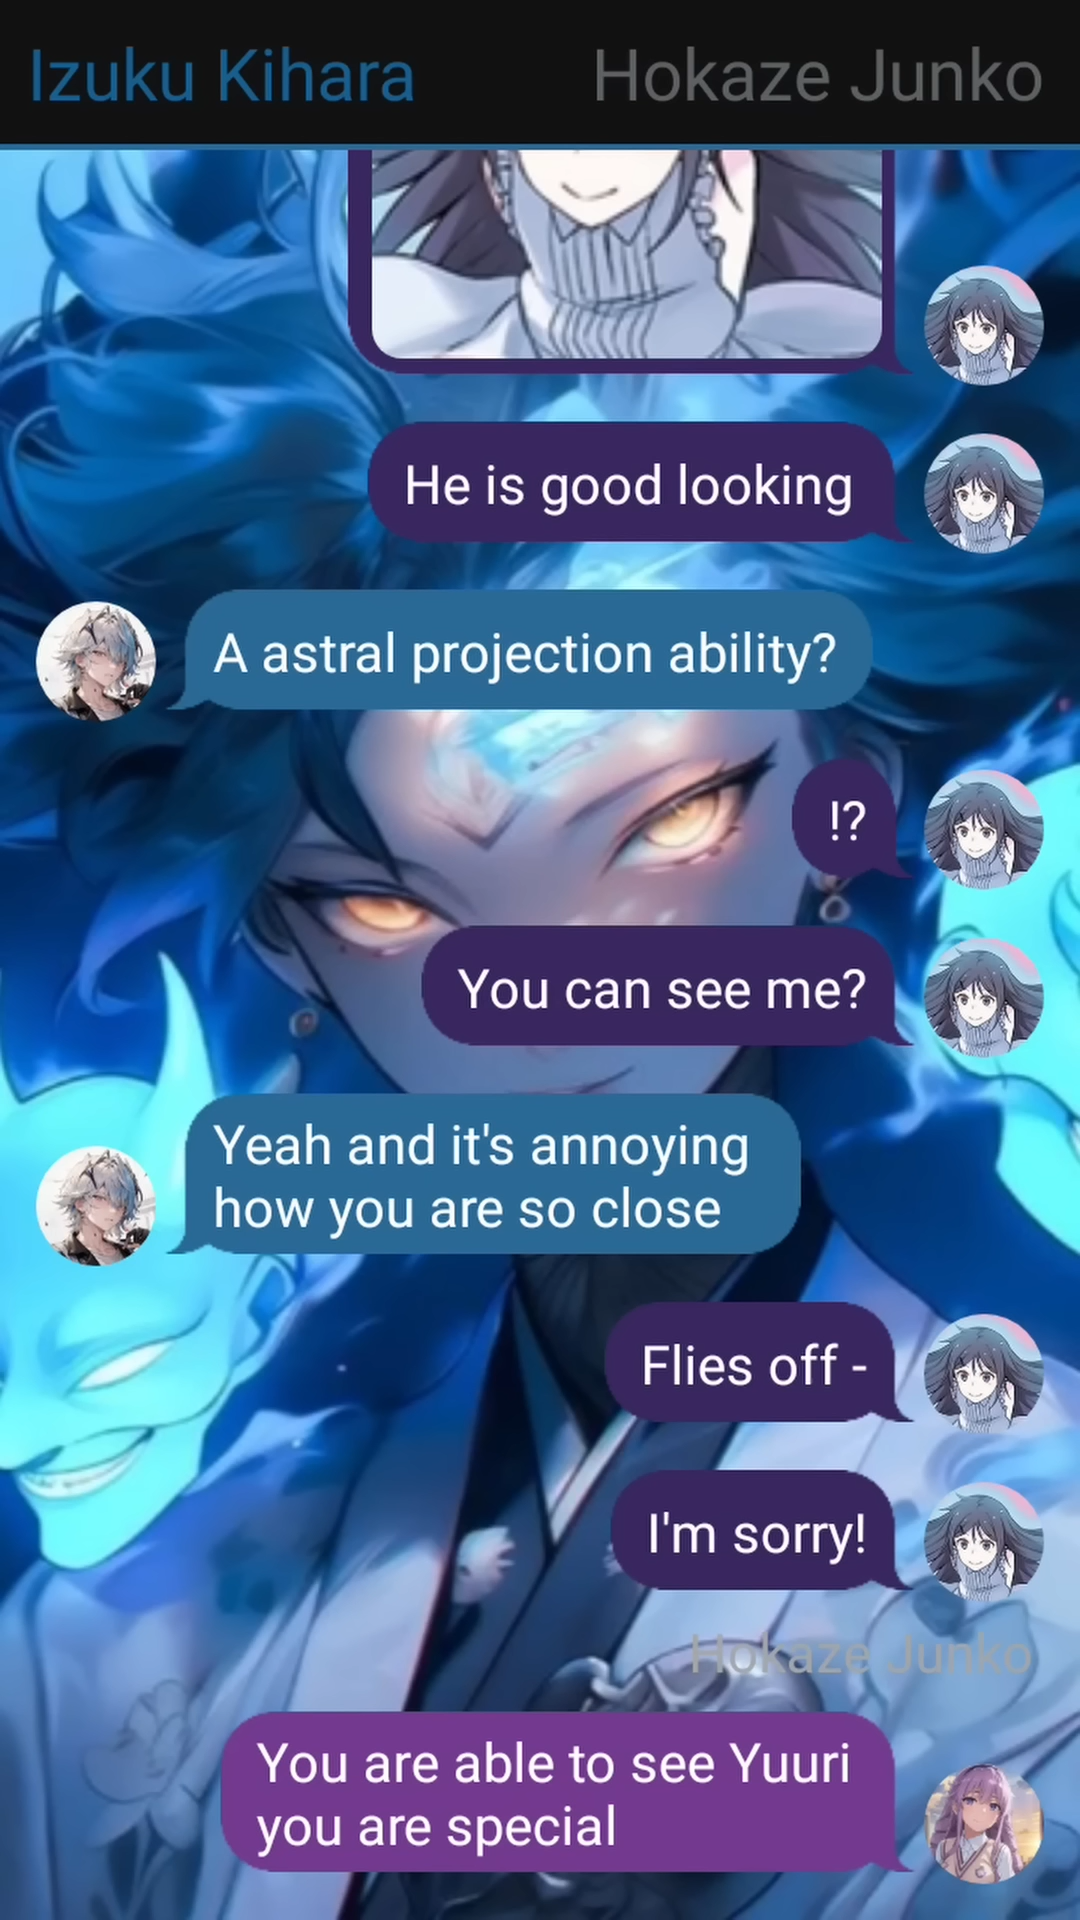 Izuku Kihara
Hokaze Junko
He is good looking
A astral projection ability?
!?
You can see me?
Yeah and it's annoying
how you are so close
Flies off -
I'm sorry!
Hokaze Junko
You are able to see Yuuri
you are special